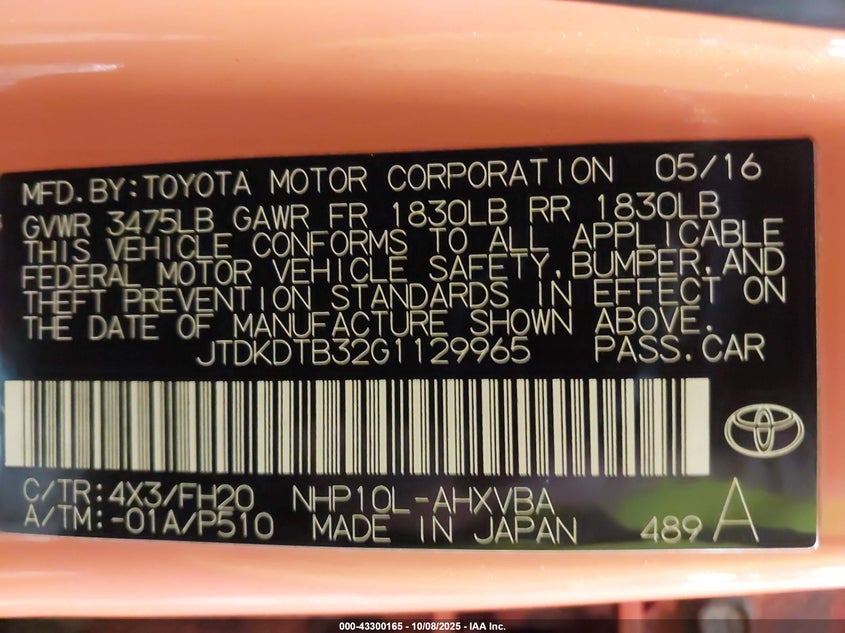 MFD.BY:TOYOTA MOTOR CORPORATION 05/16
GVWR 3475LB GAWR FR 1830LB RR 1830LB
THIS VEHICLE CONFORMS TO ALL APPLICABLE
FEDERAL MOTOR VEHICLE SAFETY,BUMPER,AND
THEFT PREVENTION STANDARDS IN EFFECT ON
THE DATE OF MANUFACTURE SHOWN ABOVE.
JTDKDTB32G1129965 PASS.CAR
C/TR:4X3/FH20 NHP10L-AHXVBA
A/TM:-01A/P510 MADE IN JAPAN 489 A
000-43300165 - 10/08/2025 - IAA Inc.